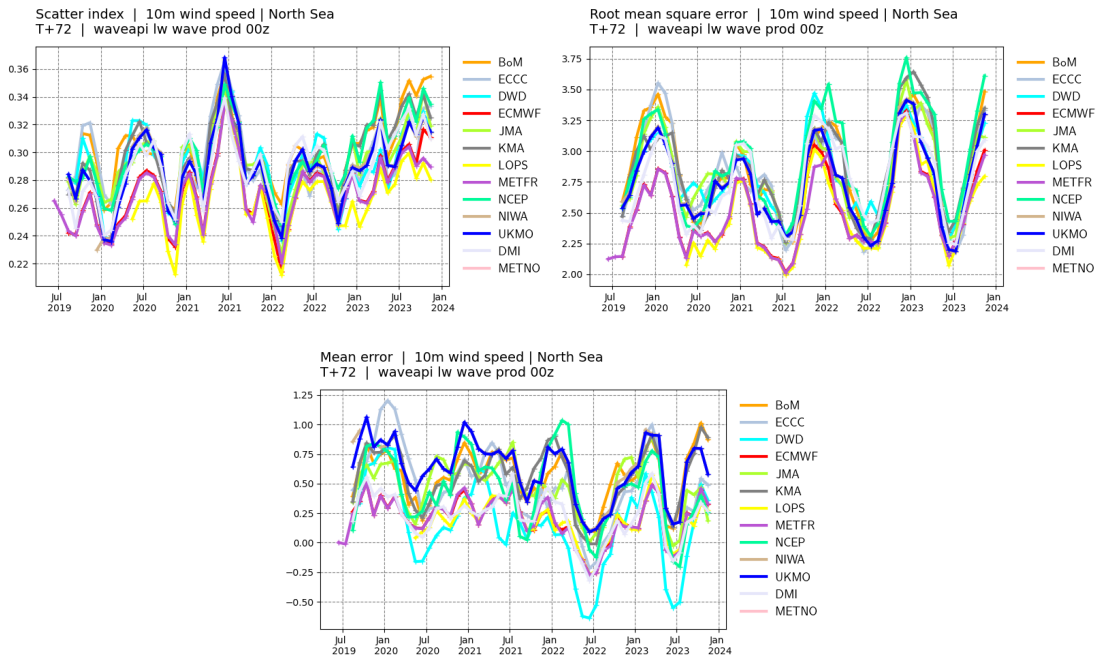 Scatter index | 10m wind speed | North Sea
T+72 | waveapi lw wave prod 00z
0.36
0.34
0.32
0.30
0.28
0.26
0.24
0.22
Jul Jan Jul Jan Jul Jan Jul Jan Jul Jan
2019 2020 2020 2021 2021 2022 2022 2023 2023 2024
BoM
ECCC
DWD
ECMWF
JMA
KMA
LOPS
METFR
NCEP
NIWA
UKMO
DMI
METNO
Root mean square error | 10m wind speed | North Sea
T+72 | waveapi lw wave prod 00z
3.75
3.50
3.25
3.00
2.75
2.50
2.25
2.00
Jul Jan Jul Jan Jul Jan Jul Jan Jul Jan
2019 2020 2020 2021 2021 2022 2022 2023 2023 2024
BoM
ECCC
DWD
ECMWF
JMA
KMA
LOPS
METFR
NCEP
NIWA
UKMO
DMI
METNO
Mean error | 10m wind speed | North Sea
T+72 | waveapi lw wave prod 00z
1.25
1.00
0.75
0.50
0.25
0.00
−0.25
−0.50
Jul Jan Jul Jan Jul Jan Jul Jan Jul Jan
2019 2020 2020 2021 2021 2022 2022 2023 2023 2024
BoM
ECCC
DWD
ECMWF
JMA
KMA
LOPS
METFR
NCEP
NIWA
UKMO
DMI
METNO